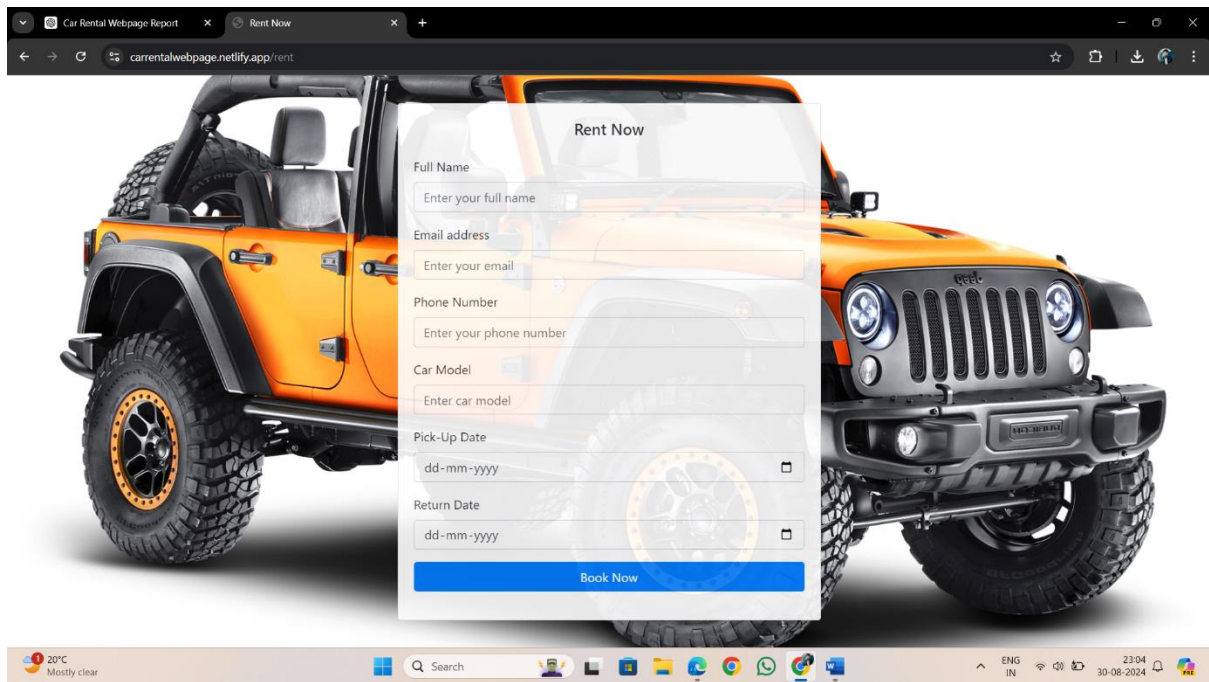 Car Rental Webpage Report
Rent Now
carrentalwebpage.netlify.app/rent
Rent Now
Full Name
Enter your full name
Email address
Enter your email
Phone Number
Enter your phone number
Car Model
Enter car model
Pick-Up Date
dd-mm-yyyy
Return Date
dd-mm-yyyy
Book Now
1
20°C
Mostly clear
Search
ENG
IN
23:04
30-08-2024
PRE